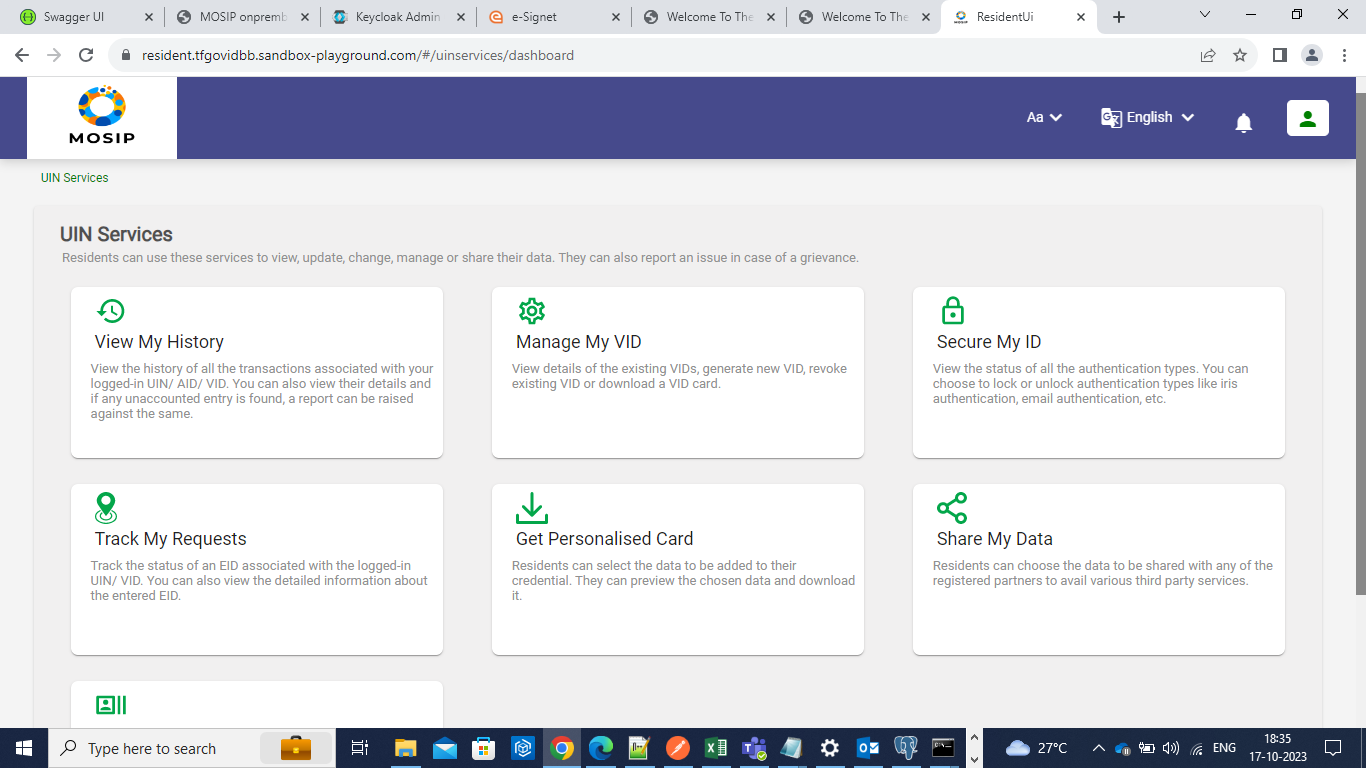 Swagger UI
MOSIP onpremb
Keycloak Admin
e-Signet
Welcome To The
Welcome To The
ResidentUi
resident.tfgovidbb.sandbox-playground.com/#/uinservices/dashboard
MOSIP
Aa
English
UIN Services
UIN Services
Residents can use these services to view, update, change, manage or share their data. They can also report an issue in case of a grievance.
View My History
View the history of all the transactions associated with your
logged-in UIN/ AID/ VID. You can also view their details and
if any unaccounted entry is found, a report can be raised
against the same.
Manage My VID
View details of the existing VIDs, generate new VID, revoke
existing VID or download a VID card.
Secure My ID
View the status of all the authentication types. You can
choose to lock or unlock authentication types like iris
authentication, email authentication, etc.
Track My Requests
Track the status of an EID associated with the logged-in
UIN/ VID. You can also view the detailed information about
the entered EID.
Get Personalised Card
Residents can select the data to be added to their
credential. They can preview the chosen data and download
it.
Share My Data
Residents can choose the data to be shared with any of the
registered partners to avail various third party services.
Type here to search
27°C
ENG
18:35
17-10-2023